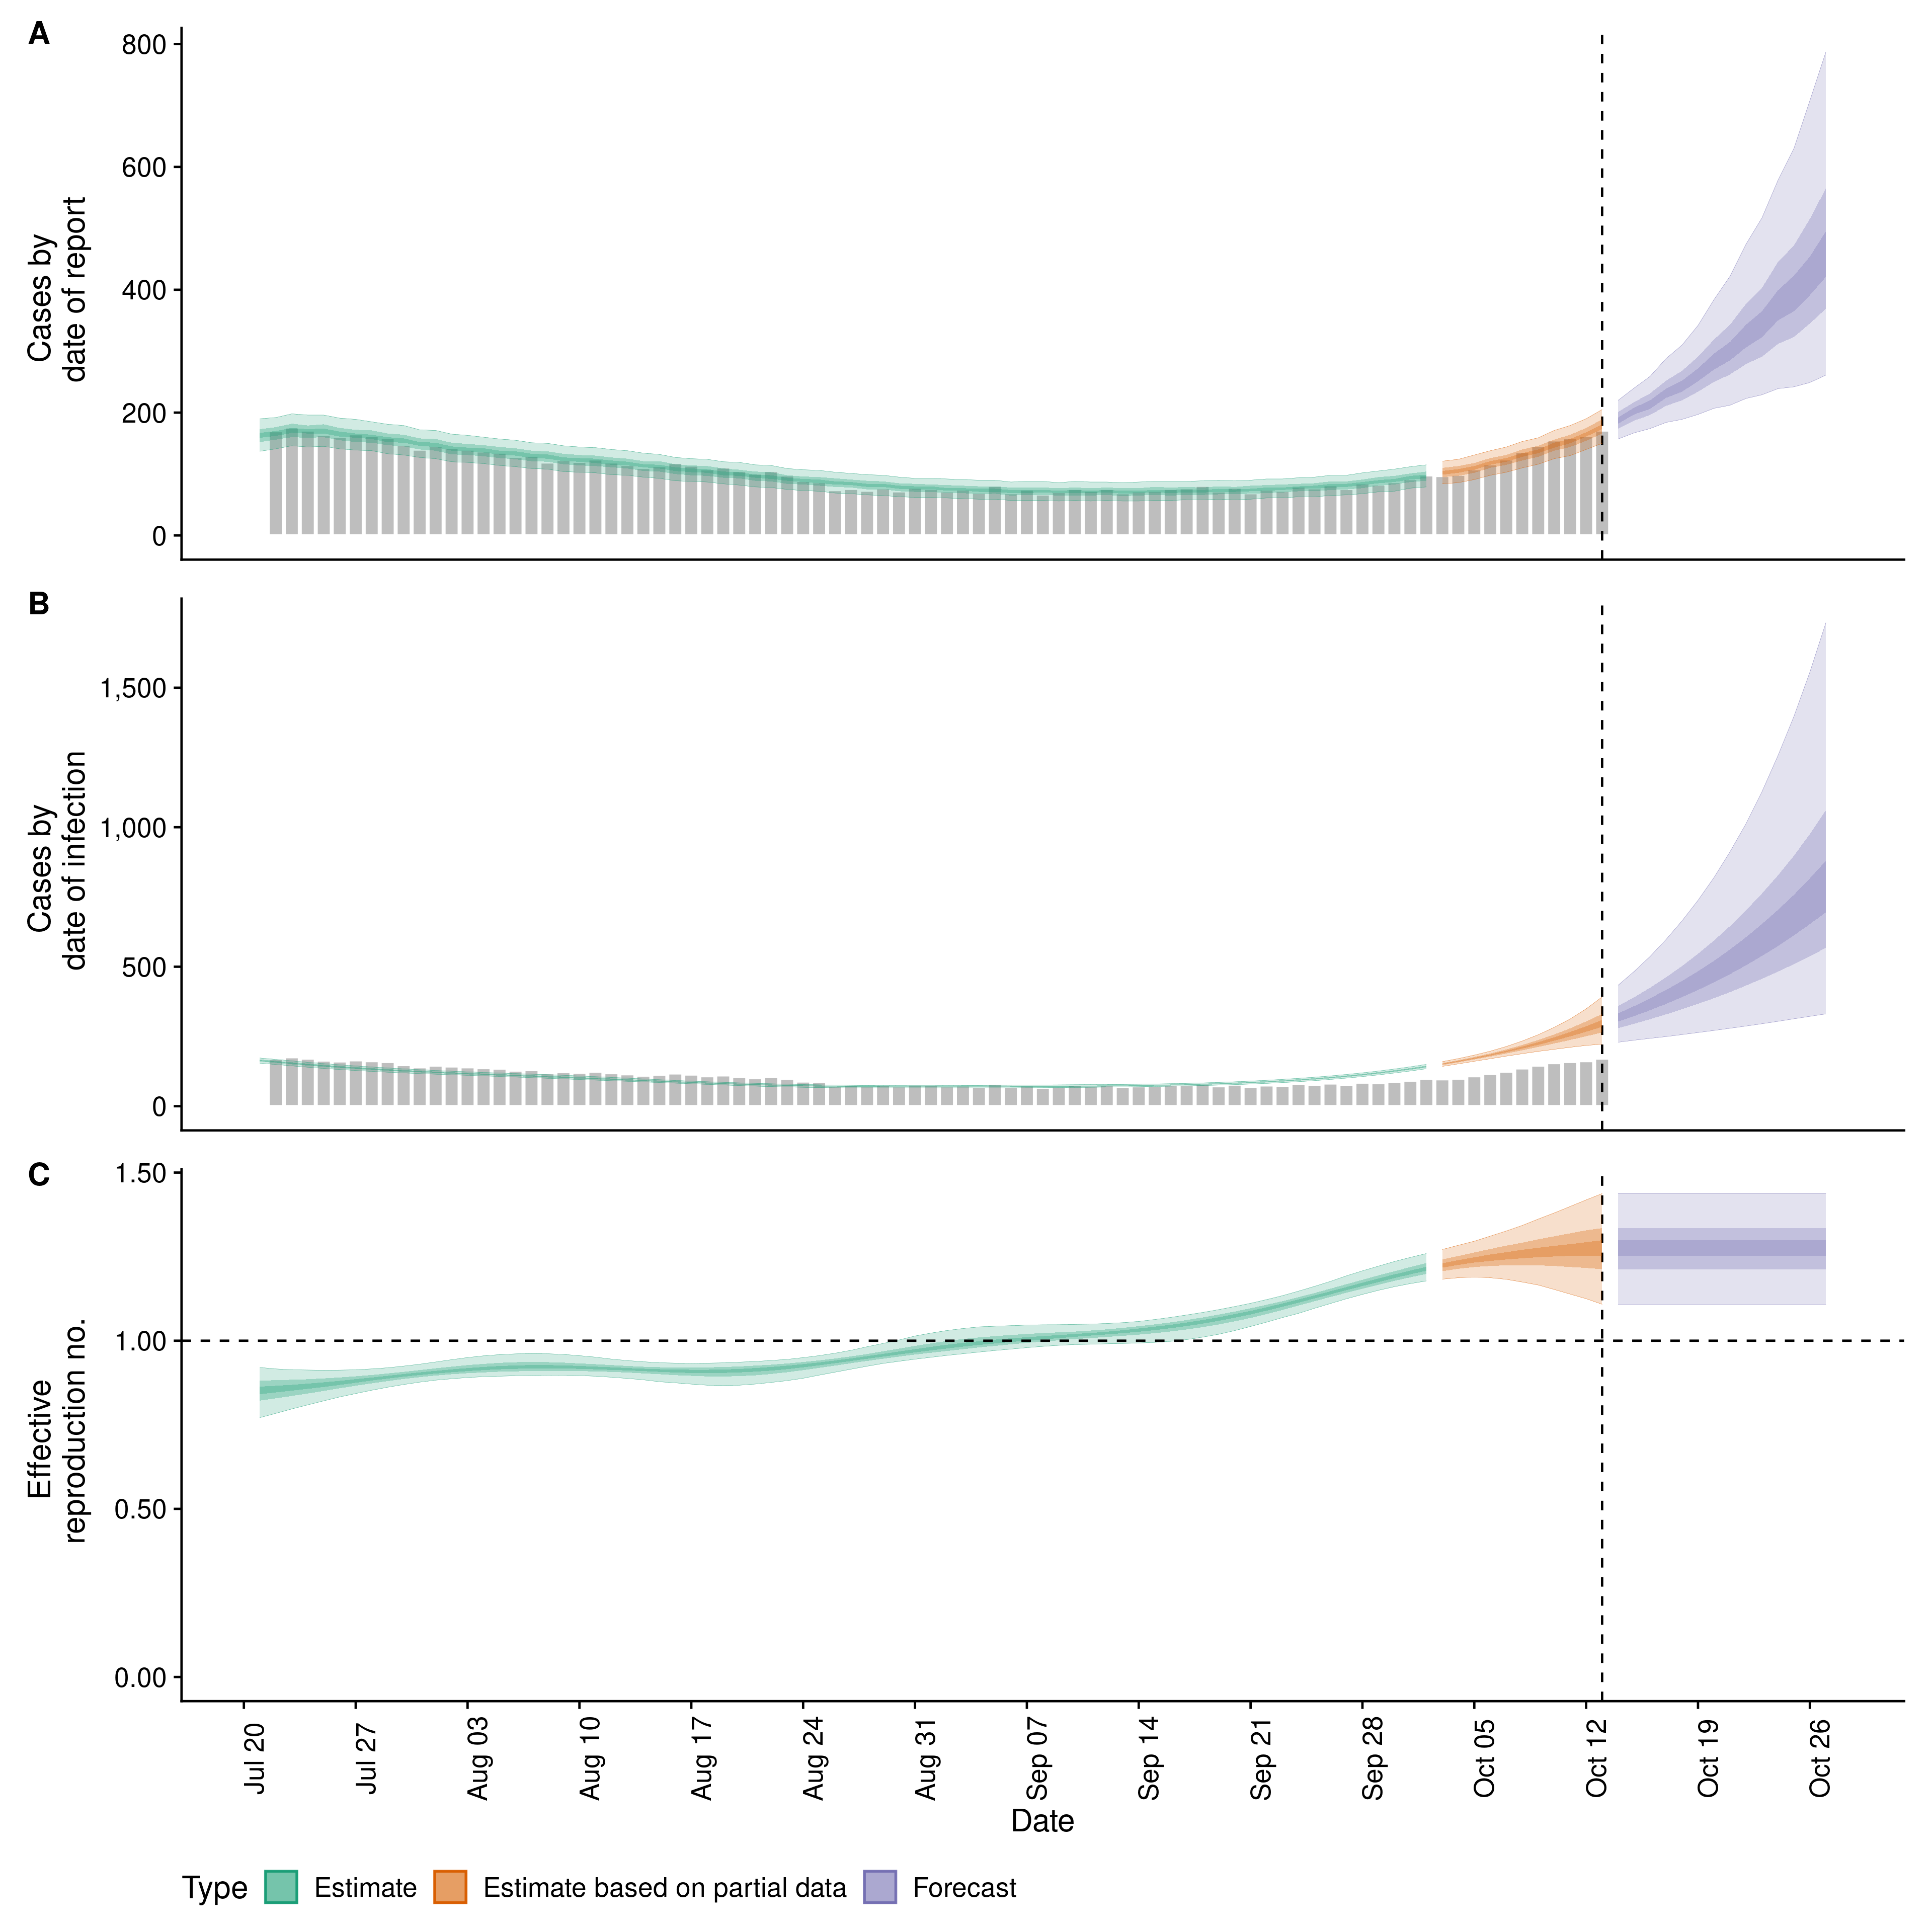 A
800
600
400
200
0
Cases by
date of report
B
1,500
1,000
500
0
Cases by
date of infection
C
1.50
1.00
0.50
0.00
Effective
reproduction no.
Jul 20
Jul 27
Aug 03
Aug 10
Aug 17
Aug 24
Aug 31
Sep 07
Sep 14
Sep 21
Sep 28
Oct 05
Oct 12
Oct 19
Oct 26
Date
Type Estimate Estimate based on partial data Forecast